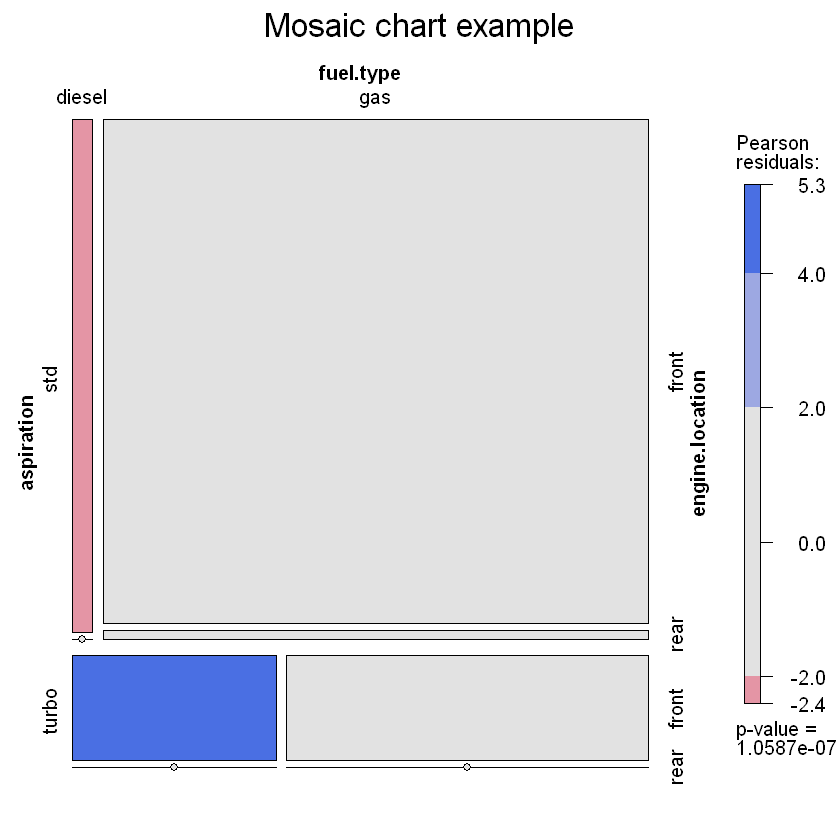 Mosaic chart example
fuel.type
diesel gas
aspiration
std
turbo
front
rear
front
rear
engine.location
Pearson
residuals:
5.3
4.0
2.0
0.0
-2.0
-2.4
p-value =
1.0587e-07